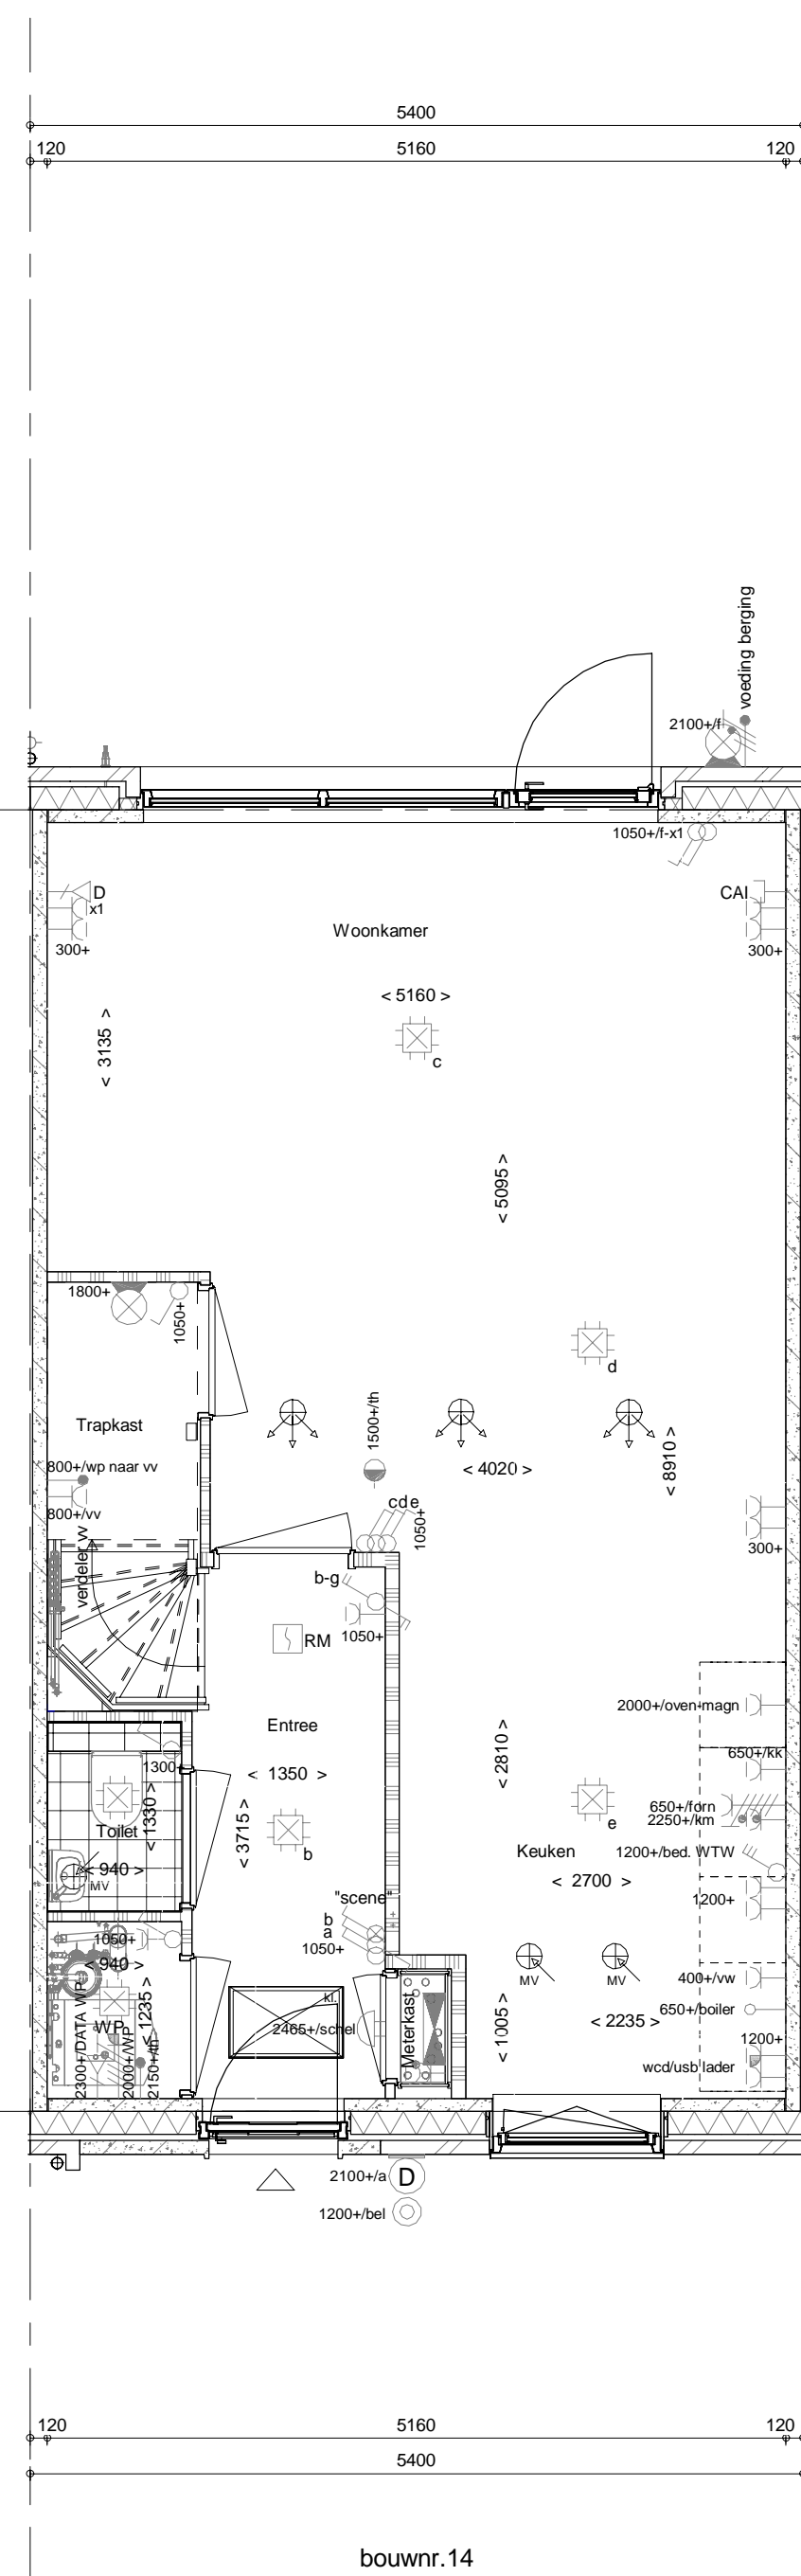 5400
120 5160 120
voeding berging
2100+/f
1050+/f-x1
D
x1
300+
CAI
300+
Woonkamer
< 5160 >
< 3135 >
c
< 5095 >
1800+
1050+
d
Trapkast
1500+/th
< 4020 >
< 8910 >
800+/wp naar vv
800+/vv
cde
1050+
300+
verdeler vv
b-g
1050+
RM
2000+/oven-magn
Entree
650+/kk
1300+
< 1350 >
< 2810 >
< 1330 >
650+/forn
2250+/km
Toilet
< 3715 >
b
e
Keuken
1200+/bed. WTW
< 940 >
MV
< 2700 >
"scene"
b
a
1050+
1200+
1050+
< 940 >
MV
MV
400+/vw
kl.
650+/boiler
WP
< 1235 >
2465+/schel
Meterkast
< 1005 >
< 2235 >
2300+/DATA WP
2000+/WP
2150+/th
1200+
wcd/usb lader
2100+/a
D
1200+/bel
120 5160 120
5400
bouwnr.14